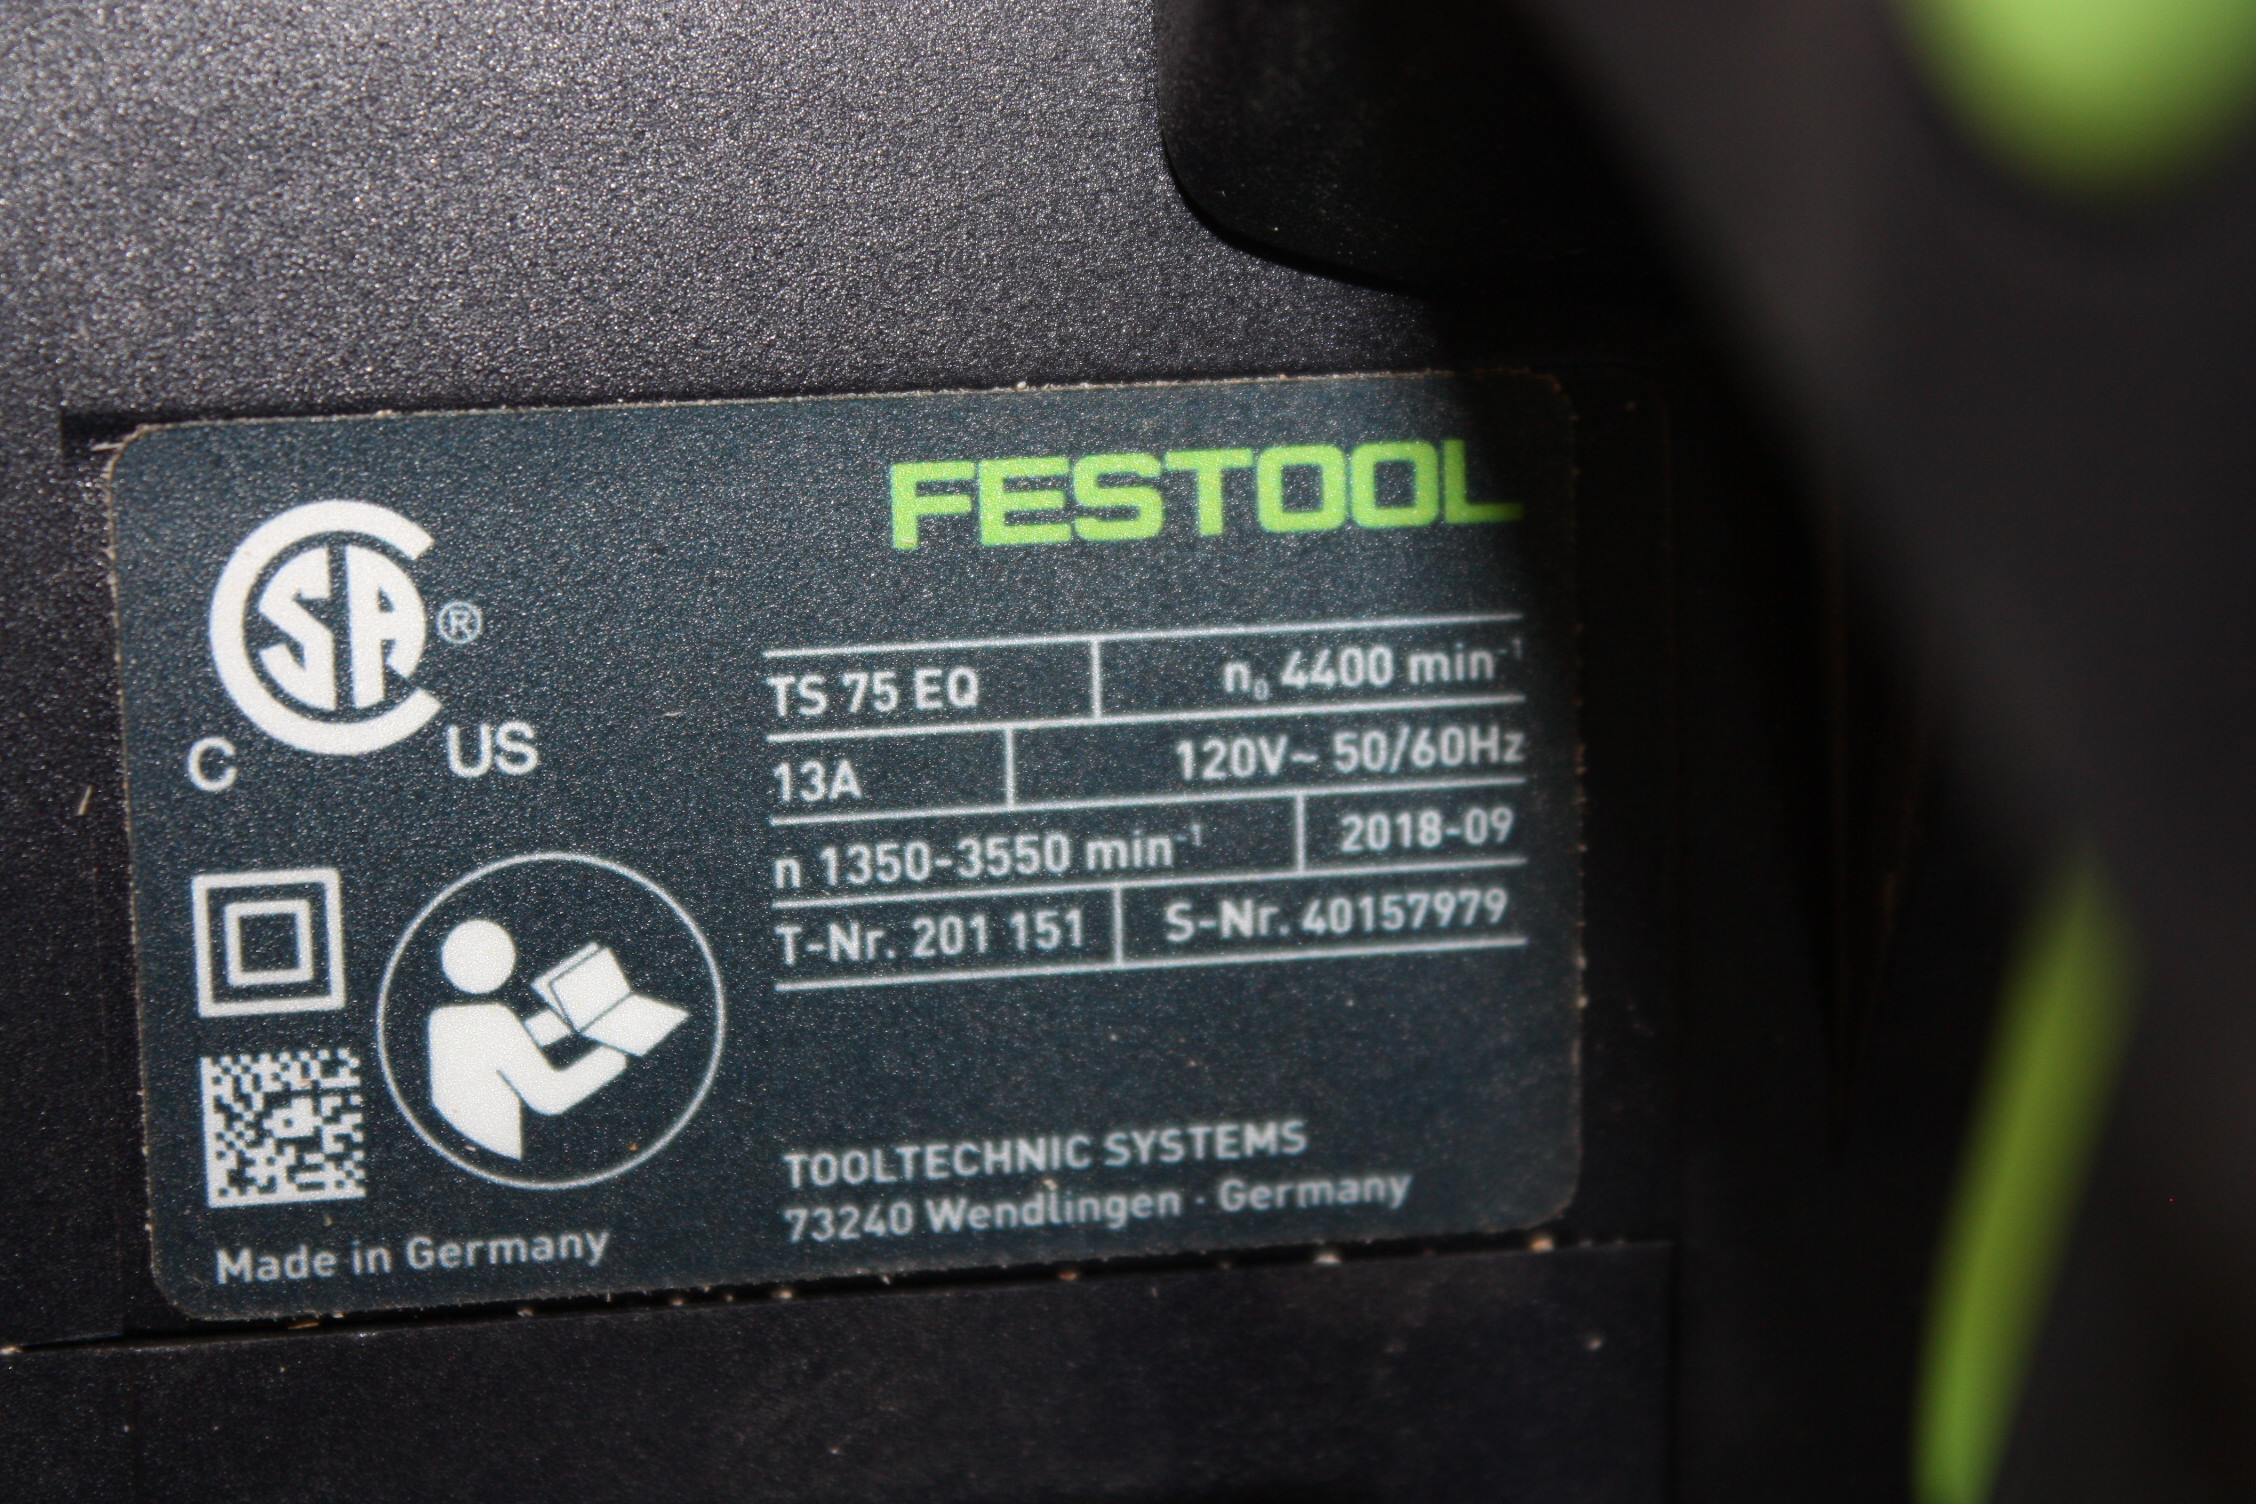 FESTOOL
CSA®
C US
TS 75 EQ
n₀ 4400 min⁻¹
13A
120V~ 50/60Hz
n 1350-3550 min⁻¹
2018-09
T-Nr. 201 151
S-Nr. 40157979
TOOLTECHNIC SYSTEMS
73240 Wendlingen · Germany
Made in Germany